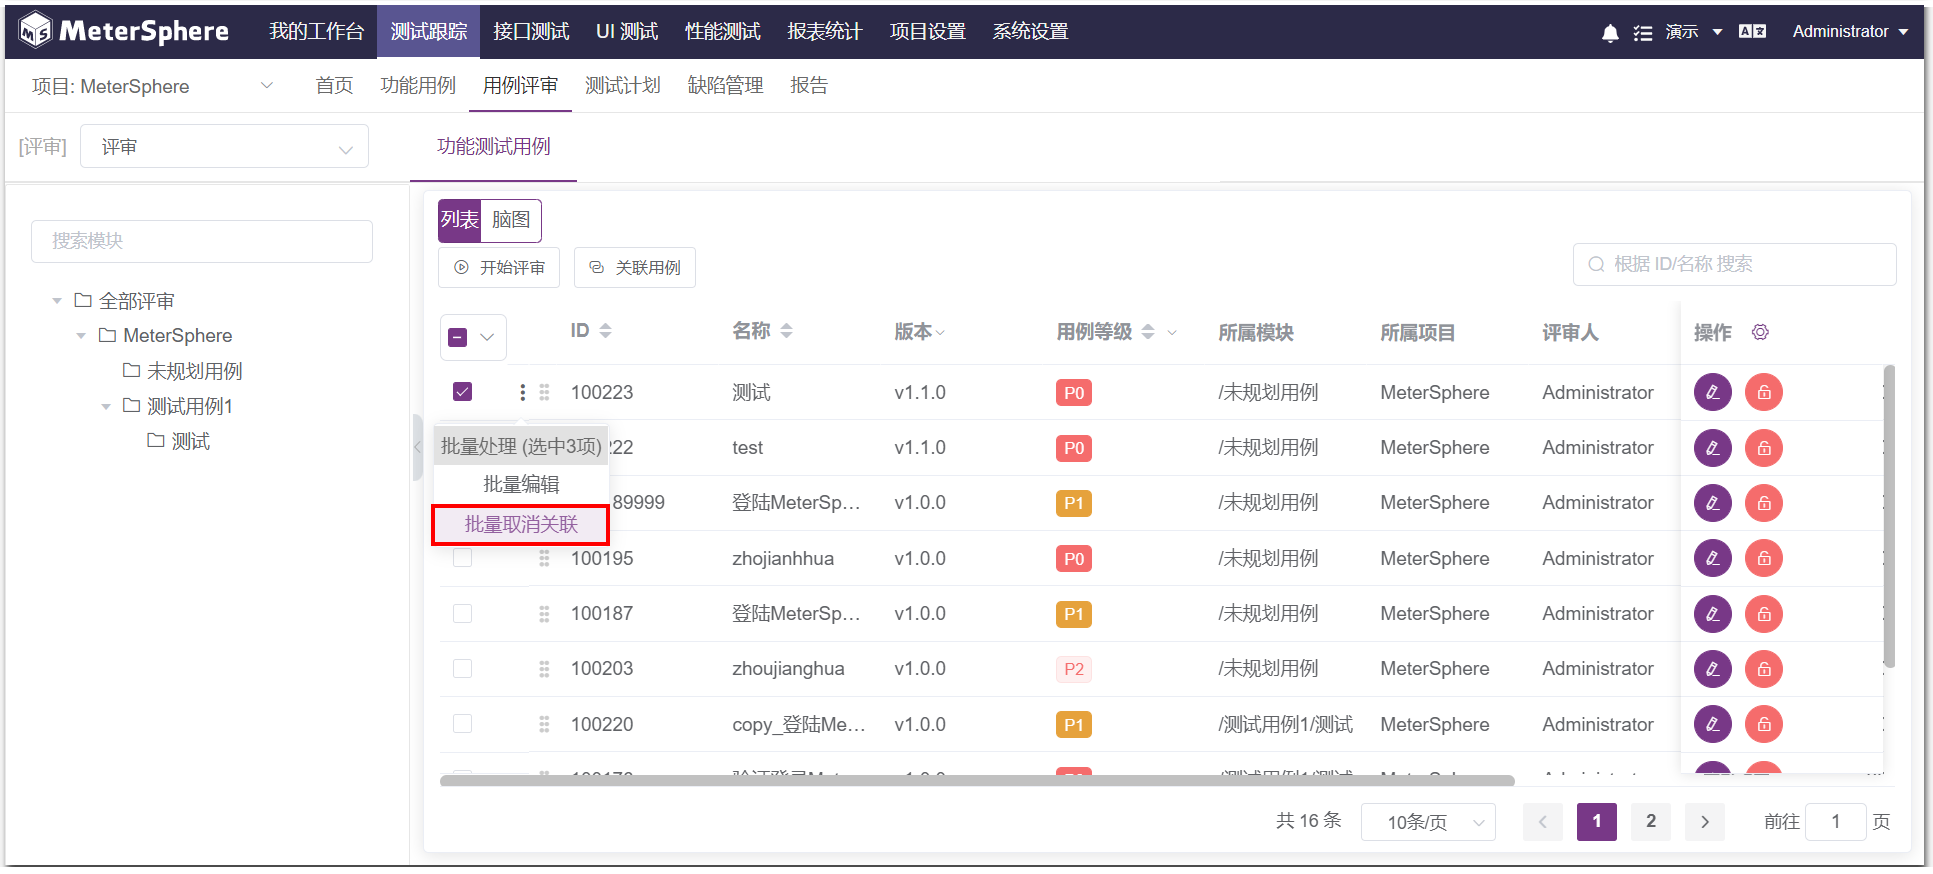 MeterSphere 我的工作台 测试跟踪 接口测试 UI 测试 性能测试 报表统计 项目设置 系统设置 演示 Administrator
项目: MeterSphere 首页 功能用例 用例评审 测试计划 缺陷管理 报告
[评审] 评审 功能测试用例
搜索模块
全部评审
MeterSphere
未规划用例
测试用例1
测试
列表 脑图
开始评审 关联用例 根据 ID/名称 搜索
ID 名称 版本 用例等级 所属模块 所属项目 评审人 操作
100223 测试 v1.1.0 P0 /未规划用例 MeterSphere Administrator
批量处理 (选中3项)
批量编辑
批量取消关联
222 test v1.1.0 P0 /未规划用例 MeterSphere Administrator
89999 登陆MeterSp... v1.0.0 P1 /未规划用例 MeterSphere Administrator
100195 zhojianhhua v1.0.0 P0 /未规划用例 MeterSphere Administrator
100187 登陆MeterSp... v1.0.0 P1 /未规划用例 MeterSphere Administrator
100203 zhoujianghua v1.0.0 P2 /未规划用例 MeterSphere Administrator
100220 copy_登陆Me... v1.0.0 P1 /测试用例1/测试 MeterSphere Administrator
共 16 条 10条/页 1 2 前往 1 页